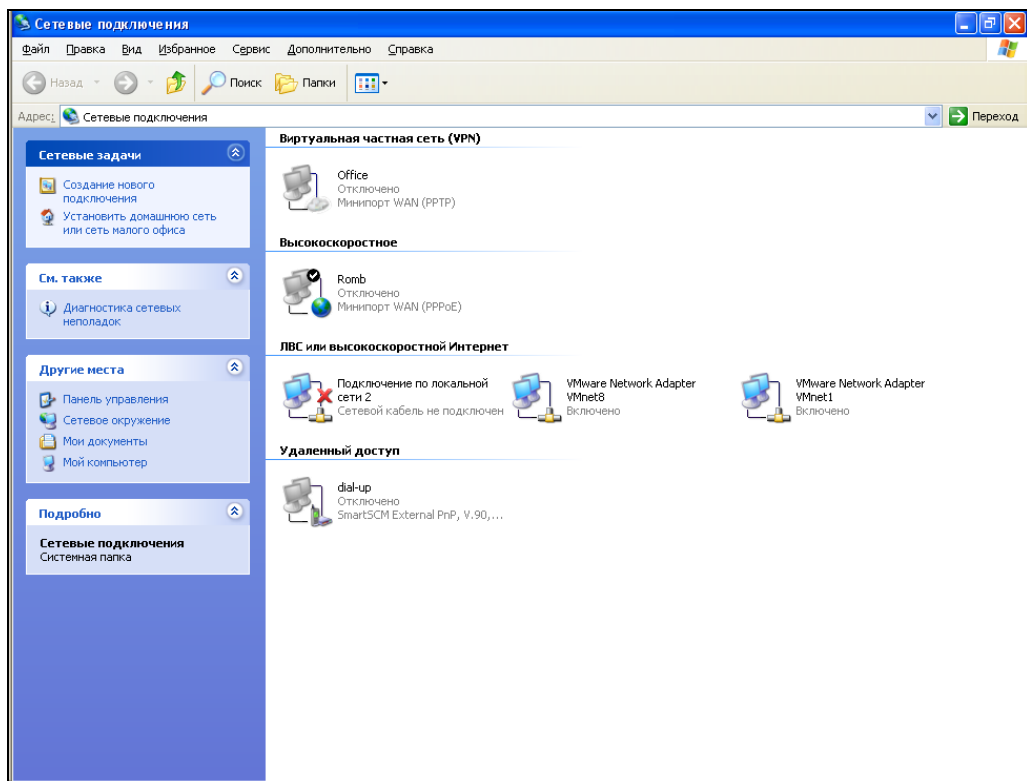 Сетевые подключения
Файл Правка Вид Избранное Сервис Дополнительно Справка
Назад Поиск Папки
Адрес: Сетевые подключения Переход
Сетевые задачи
Создание нового
подключения
Установить домашнюю сеть
или сеть малого офиса
См. также
Диагностика сетевых
неполадок
Другие места
Панель управления
Сетевое окружение
Мои документы
Мой компьютер
Подробно
Сетевые подключения
Системная папка
Виртуальная частная сеть (VPN)
Office
Отключено
Минипорт WAN (PPTP)
Высокоскоростное
Romb
Отключено
Минипорт WAN (PPPoE)
ЛВС или высокоскоростной Интернет
Подключение по локальной
сети 2
Сетевой кабель не подключен
VMware Network Adapter
VMnet8
Включено
VMware Network Adapter
VMnet1
Включено
Удаленный доступ
dial-up
Отключено
SmartSCM External PnP, V.90,...